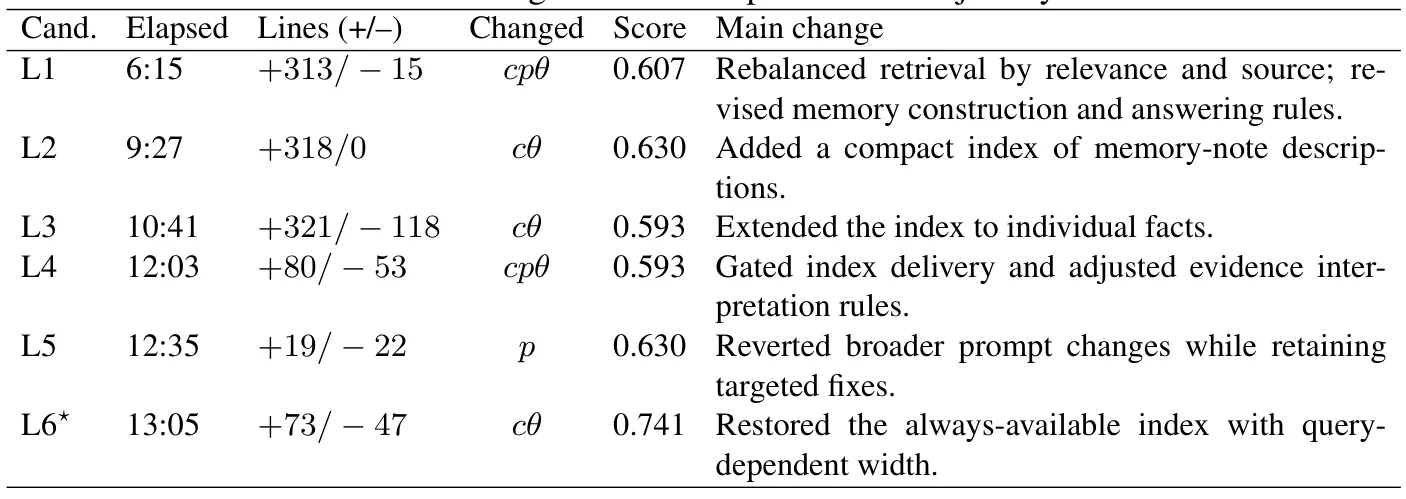 Cand. Elapsed Lines (+/–) Changed Score Main change
L1 6:15 +313/ − 15 cpθ 0.607 Rebalanced retrieval by relevance and source; re-
vised memory construction and answering rules.
L2 9:27 +318/0 cθ 0.630 Added a compact index of memory-note descrip-
tions.
L3 10:41 +321/ − 118 cθ 0.593 Extended the index to individual facts.
L4 12:03 +80/ − 53 cpθ 0.593 Gated index delivery and adjusted evidence inter-
pretation rules.
L5 12:35 +19/ − 22 p 0.630 Reverted broader prompt changes while retaining
targeted fixes.
L6⋆ 13:05 +73/ − 47 cθ 0.741 Restored the always-available index with query-
dependent width.